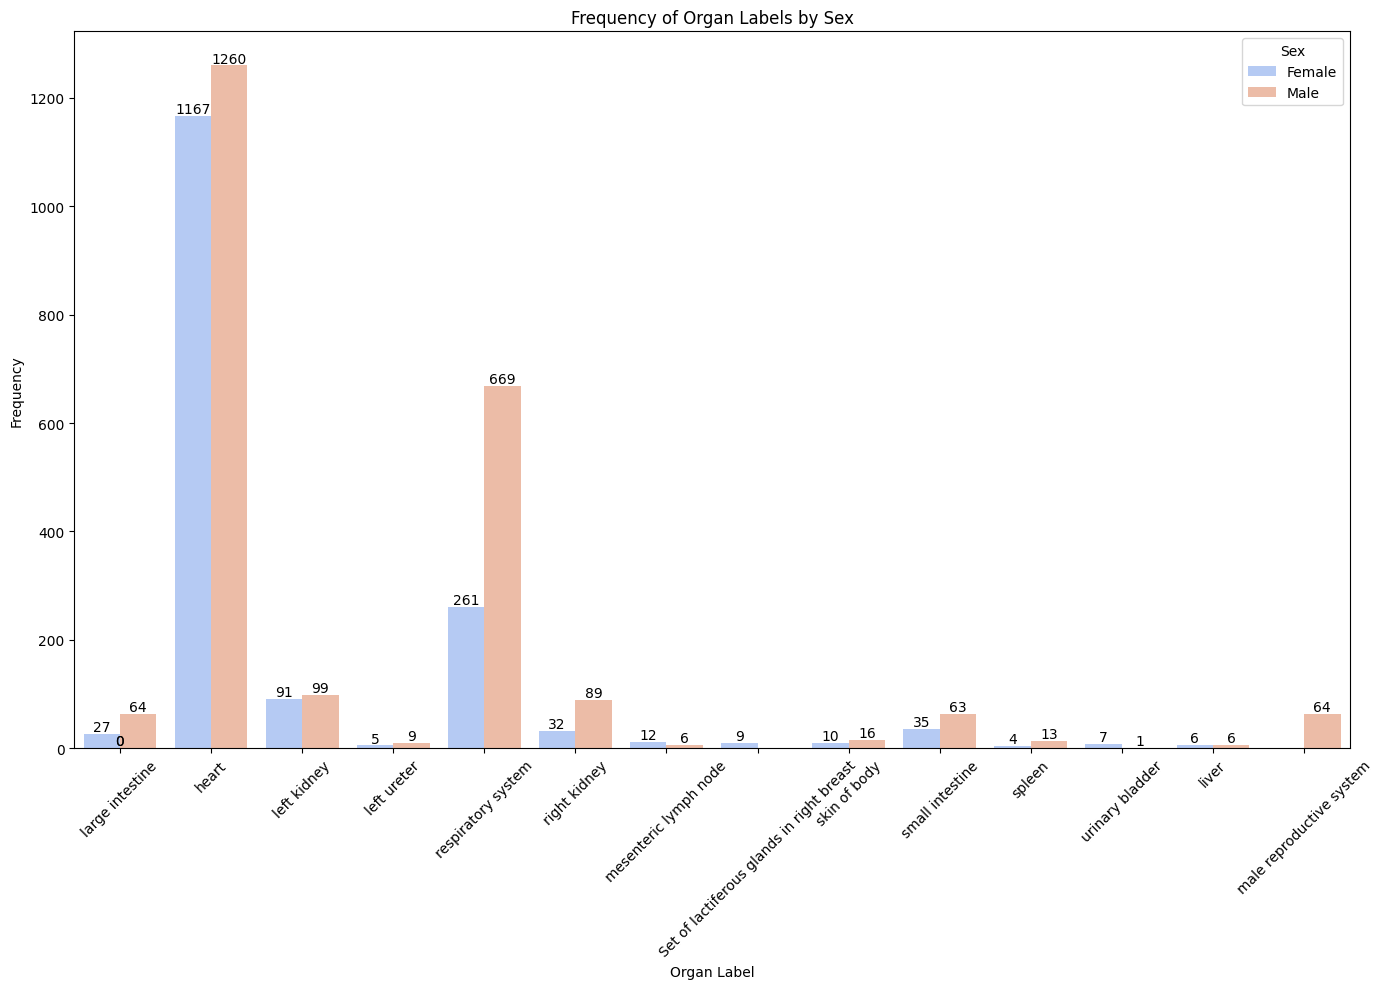 Frequency of Organ Labels by Sex
Sex
Female
Male
1260
1167
1200
1000
800
669
600
400
261
200
27 64 91 99 5 9 32 89 12 6 9 10 16 35 63 4 13 7 1 6 6 64
0 0
Frequency
large intestine
heart
left kidney
left ureter
respiratory system
right kidney
mesenteric lymph node
Set of lactiferous glands in right breast
skin of body
small intestine
spleen
urinary bladder
liver
male reproductive system
Organ Label